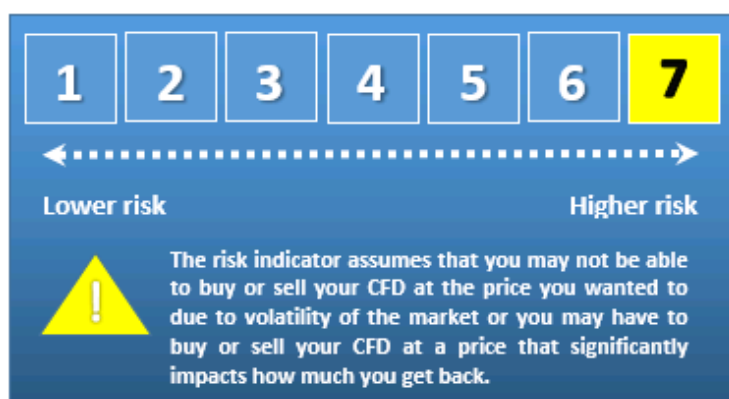 1 2 3 4 5 6 7
Lower risk Higher risk
!
The risk indicator assumes that you may not be able
to buy or sell your CFD at the price you wanted to
due to volatility of the market or you may have to
buy or sell your CFD at a price that significantly
impacts how much you get back.